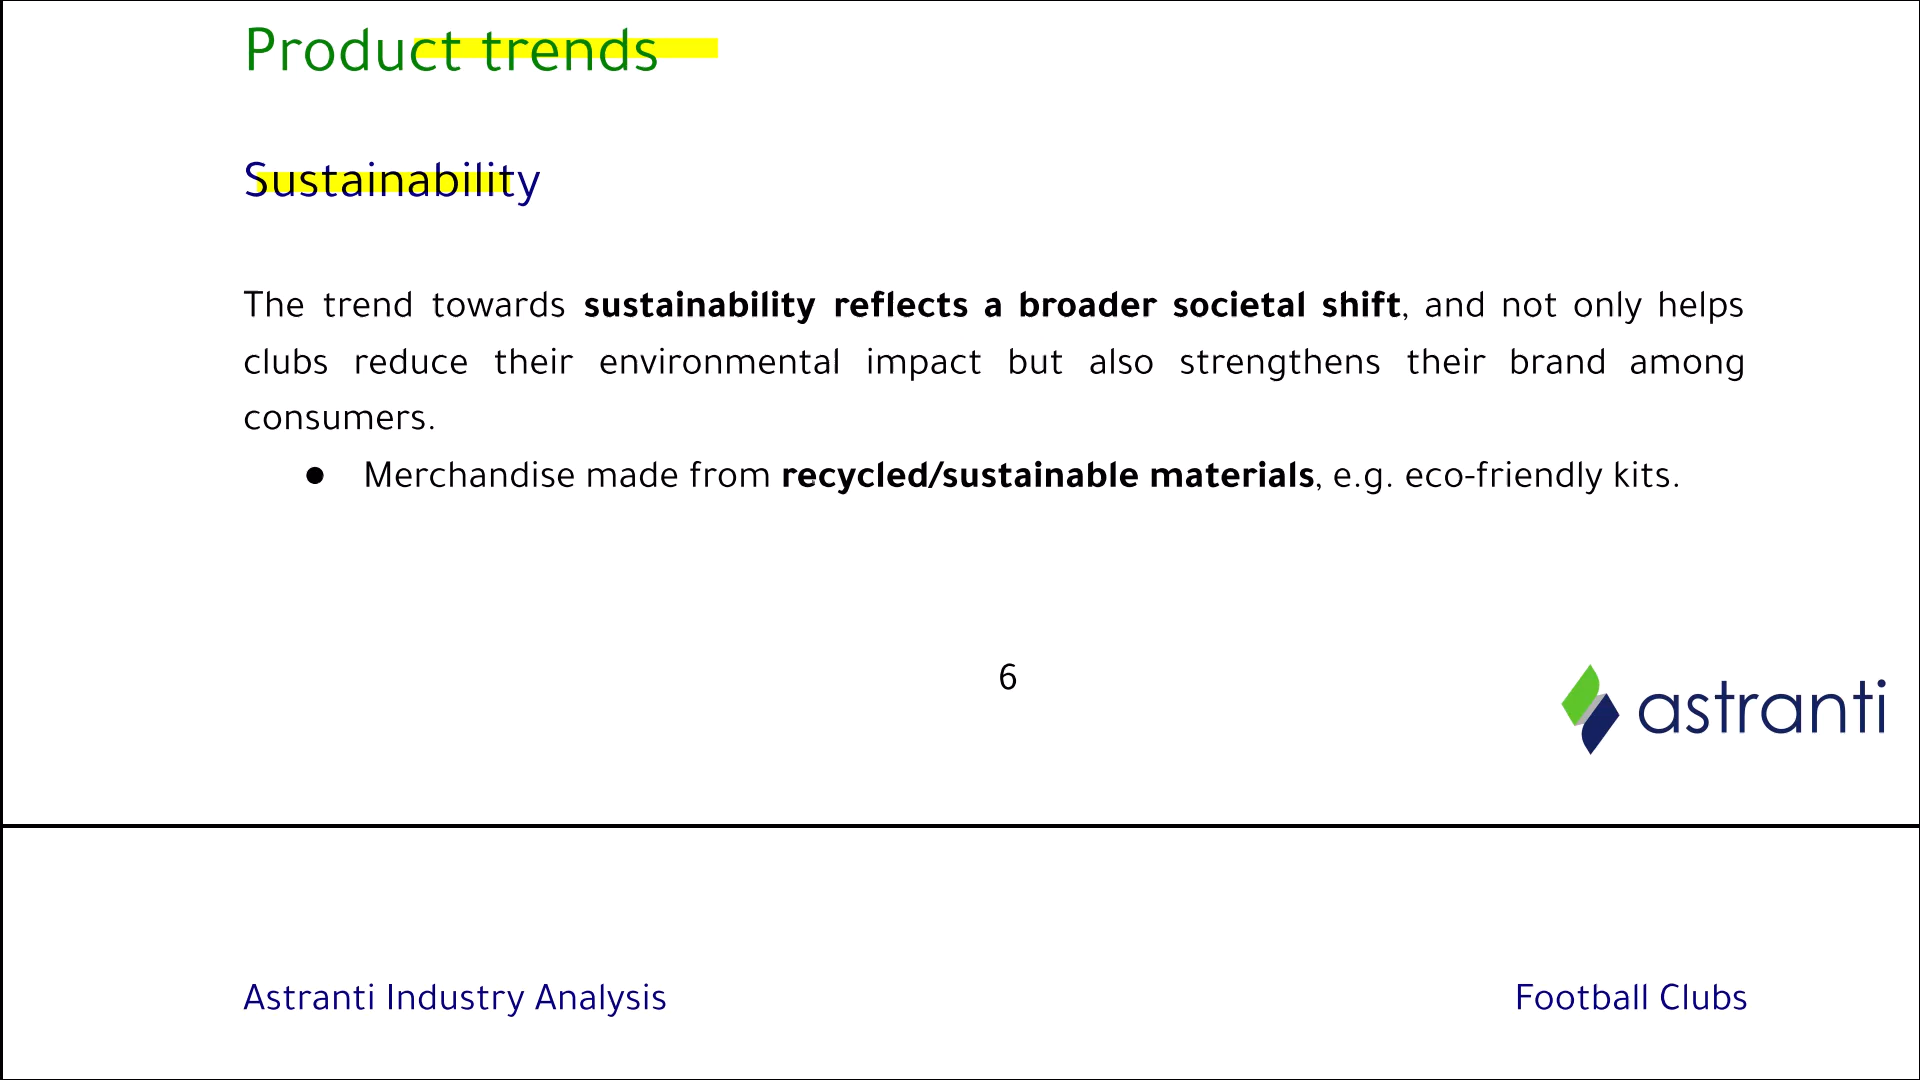 Product trends
Sustainability
The trend towards sustainability reflects a broader societal shift, and not only helps
clubs reduce their environmental impact but also strengthens their brand among
consumers.
● Merchandise made from recycled/sustainable materials, e.g. eco-friendly kits.
6
astranti
Astranti Industry Analysis
Football Clubs